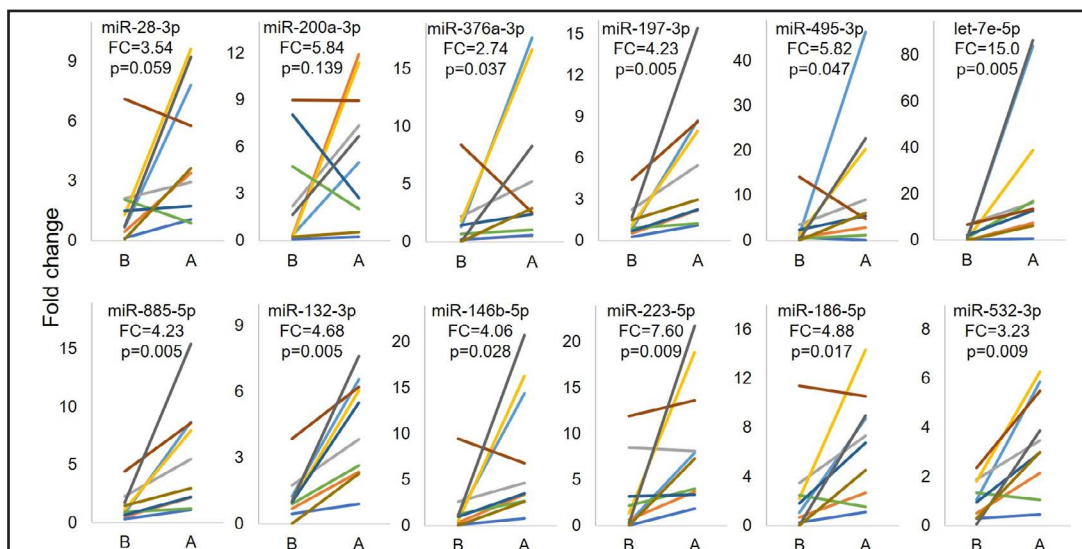 Fold change
miR-28-3p
FC=3.54
p=0.059
9
6
3
0
B A
miR-200a-3p
FC=5.84
p=0.139
12
9
6
3
0
B A
miR-376a-3p
FC=2.74
p=0.037
15
10
5
0
B A
miR-197-3p
FC=4.23
p=0.005
15
12
9
6
3
0
B A
miR-495-3p
FC=5.82
p=0.047
40
30
20
10
0
B A
let-7e-5p
FC=15.0
p=0.005
80
60
40
20
0
B A
miR-885-5p
FC=4.23
p=0.005
15
10
5
0
B A
miR-132-3p
FC=4.68
p=0.005
9
6
3
0
B A
miR-146b-5p
FC=4.06
p=0.028
20
15
10
5
0
B A
miR-223-5p
FC=7.60
p=0.009
20
15
10
5
0
B A
miR-186-5p
FC=4.88
p=0.017
16
12
8
4
0
B A
miR-532-3p
FC=3.23
p=0.009
8
6
4
2
0
B A